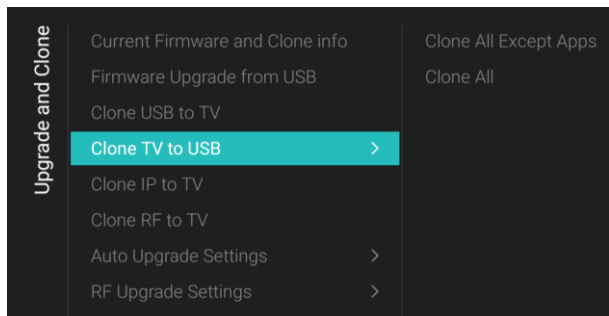 Upgrade and Clone
Current Firmware and Clone info
Firmware Upgrade from USB
Clone USB to TV
Clone TV to USB
Clone IP to TV
Clone RF to TV
Auto Upgrade Settings
RF Upgrade Settings
Clone All Except Apps
Clone All